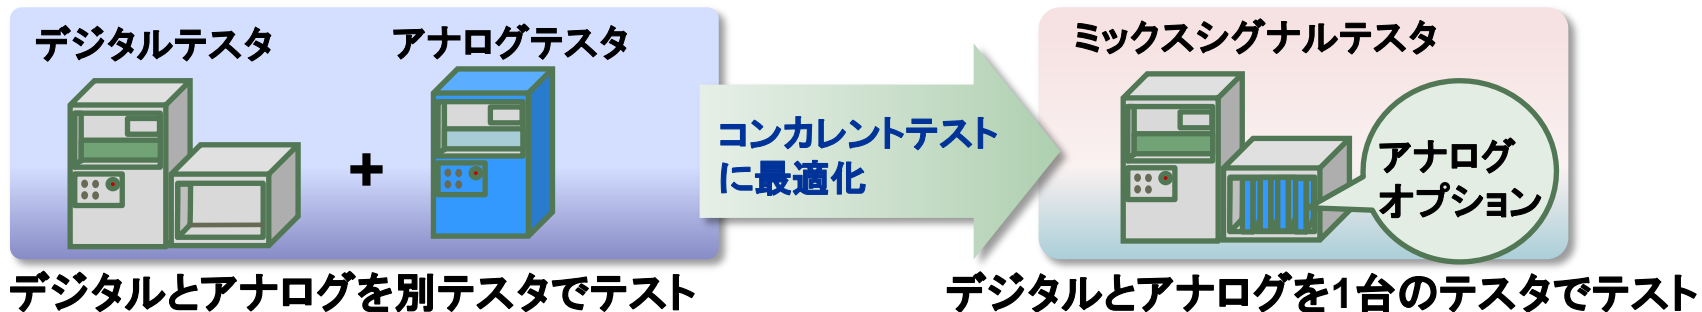 デジタルテスタ
アナログテスタ
+
デジタルとアナログを別テスタでテスト
コンカレントテスト
に最適化
ミックスシグナルテスタ
アナログ
オプション
デジタルとアナログを1台のテスタでテスト